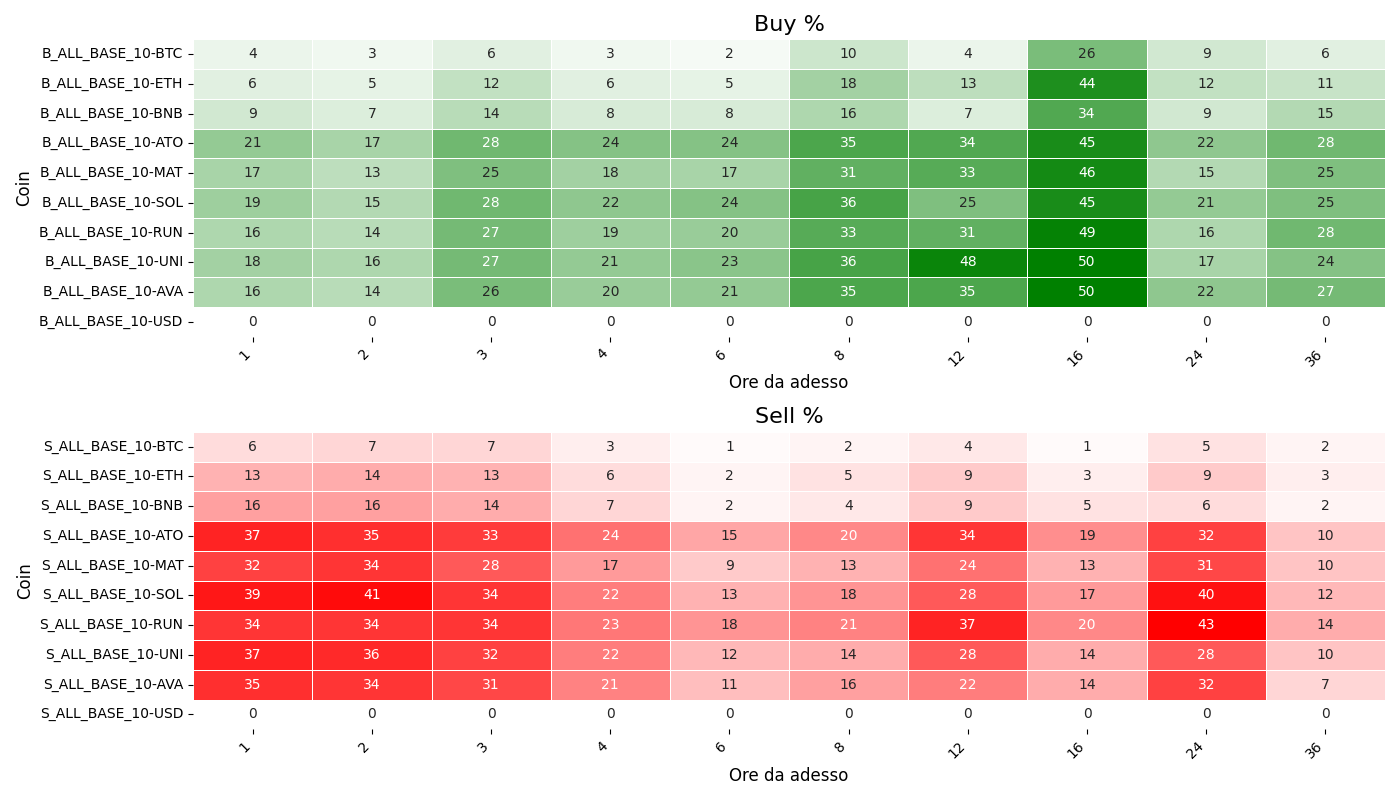 Buy %
Coin
B_ALL_BASE_10-BTC 4 3 6 3 2 10 4 26 9 6
B_ALL_BASE_10-ETH 6 5 12 6 5 18 13 44 12 11
B_ALL_BASE_10-BNB 9 7 14 8 8 16 7 34 9 15
B_ALL_BASE_10-ATO 21 17 28 24 24 35 34 45 22 28
B_ALL_BASE_10-MAT 17 13 25 18 17 31 33 46 15 25
B_ALL_BASE_10-SOL 19 15 28 22 24 36 25 45 21 25
B_ALL_BASE_10-RUN 16 14 27 19 20 33 31 49 16 28
B_ALL_BASE_10-UNI 18 16 27 21 23 36 48 50 17 24
B_ALL_BASE_10-AVA 16 14 26 20 21 35 35 50 22 27
B_ALL_BASE_10-USD 0 0 0 0 0 0 0 0 0 0
1 2 3 4 6 8 12 16 24 36
Ore da adesso
Sell %
Coin
S_ALL_BASE_10-BTC 6 7 7 3 1 2 4 1 5 2
S_ALL_BASE_10-ETH 13 14 13 6 2 5 9 3 9 3
S_ALL_BASE_10-BNB 16 16 14 7 2 4 9 5 6 2
S_ALL_BASE_10-ATO 37 35 33 24 15 20 34 19 32 10
S_ALL_BASE_10-MAT 32 34 28 17 9 13 24 13 31 10
S_ALL_BASE_10-SOL 39 41 34 22 13 18 28 17 40 12
S_ALL_BASE_10-RUN 34 34 34 23 18 21 37 20 43 14
S_ALL_BASE_10-UNI 37 36 32 22 12 14 28 14 28 10
S_ALL_BASE_10-AVA 35 34 31 21 11 16 22 14 32 7
S_ALL_BASE_10-USD 0 0 0 0 0 0 0 0 0 0
1 2 3 4 6 8 12 16 24 36
Ore da adesso